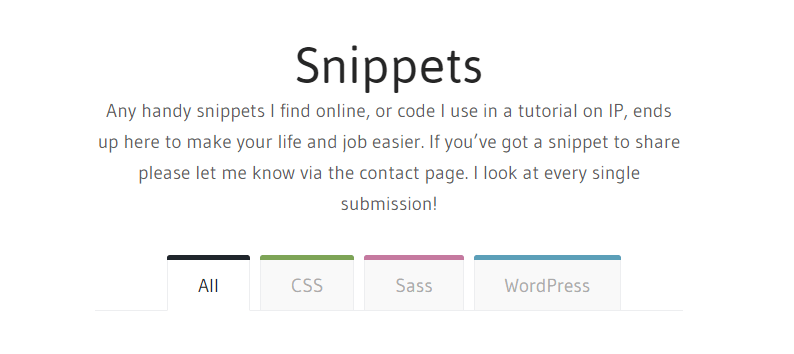 Snippets
Any handy snippets I find online, or code I use in a tutorial on IP, ends
up here to make your life and job easier. If you’ve got a snippet to share
please let me know via the contact page. I look at every single
submission!
All CSS Sass WordPress